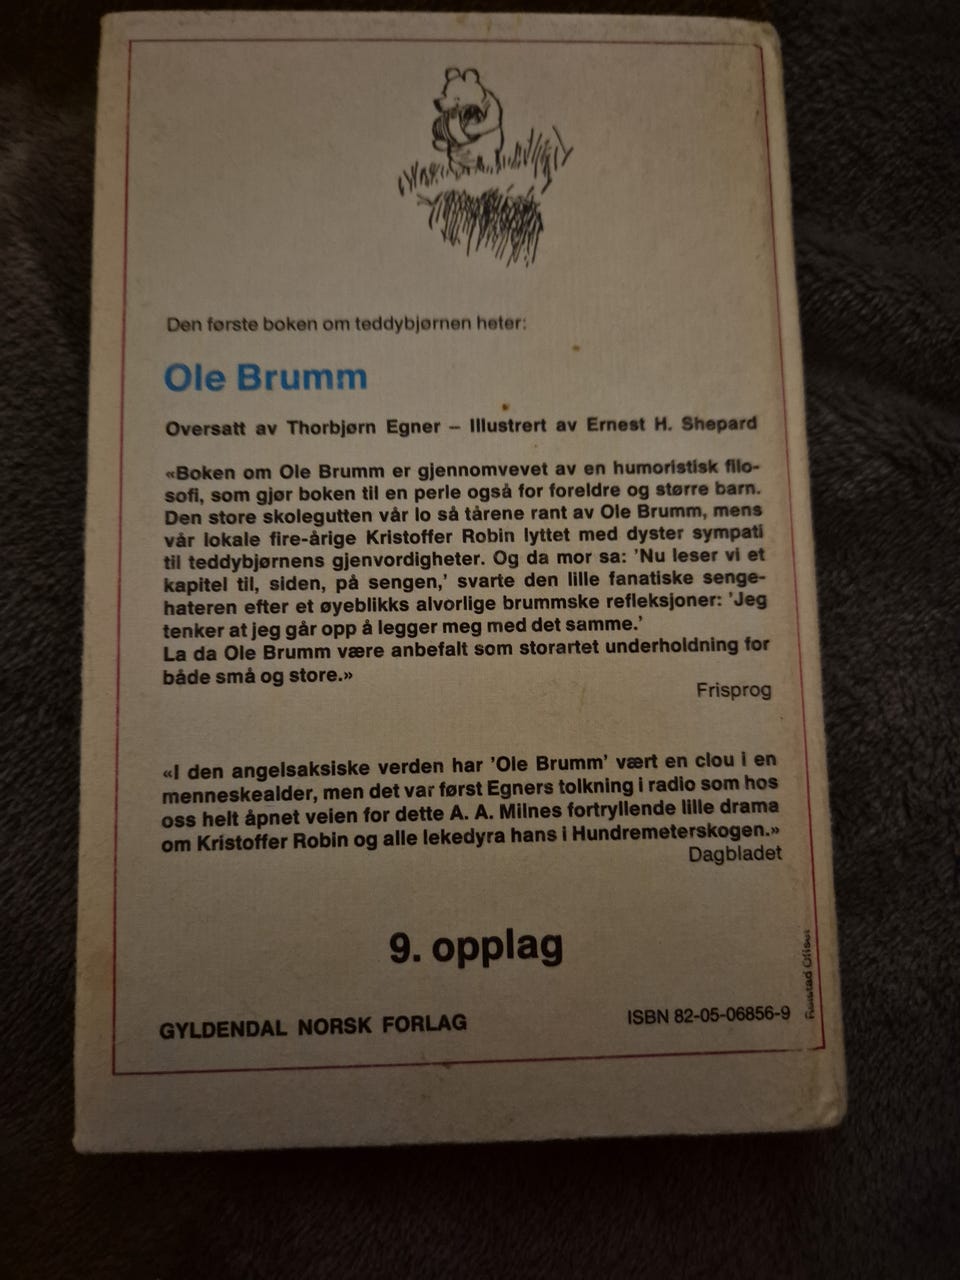 Den første boken om teddybjørnen heter:
Ole Brumm
Oversatt av Thorbjørn Egner – Illustrert av Ernest H. Shepard
«Boken om Ole Brumm er gjennomvevet av en humoristisk filo-
sofi, som gjør boken til en perle også for foreldre og større barn.
Den store skolegutten vår lo så tårene rant av Ole Brumm, mens
vår lokale fire-årige Kristoffer Robin lyttet med dyster sympati
til teddybjørnens gjenvordigheter. Og da mor sa: 'Nu leser vi et
kapitel til, siden, på sengen,' svarte den lille fanatiske senge-
hateren efter et øyeblikks alvorlige brummske refleksjoner: 'Jeg
tenker at jeg går opp å legger meg med det samme.'
La da Ole Brumm være anbefalt som storartet underholdning for
både små og store.»
Frisprog
«I den angelsaksiske verden har 'Ole Brumm' vært en clou i en
menneskealder, men det var først Egners tolkning i radio som hos
oss helt åpnet veien for dette A. A. Milnes fortryllende lille drama
om Kristoffer Robin og alle lekedyra hans i Hundremeterskogen.»
Dagbladet
9. opplag
GYLDENDAL NORSK FORLAG
ISBN 82-05-06856-9
Offset